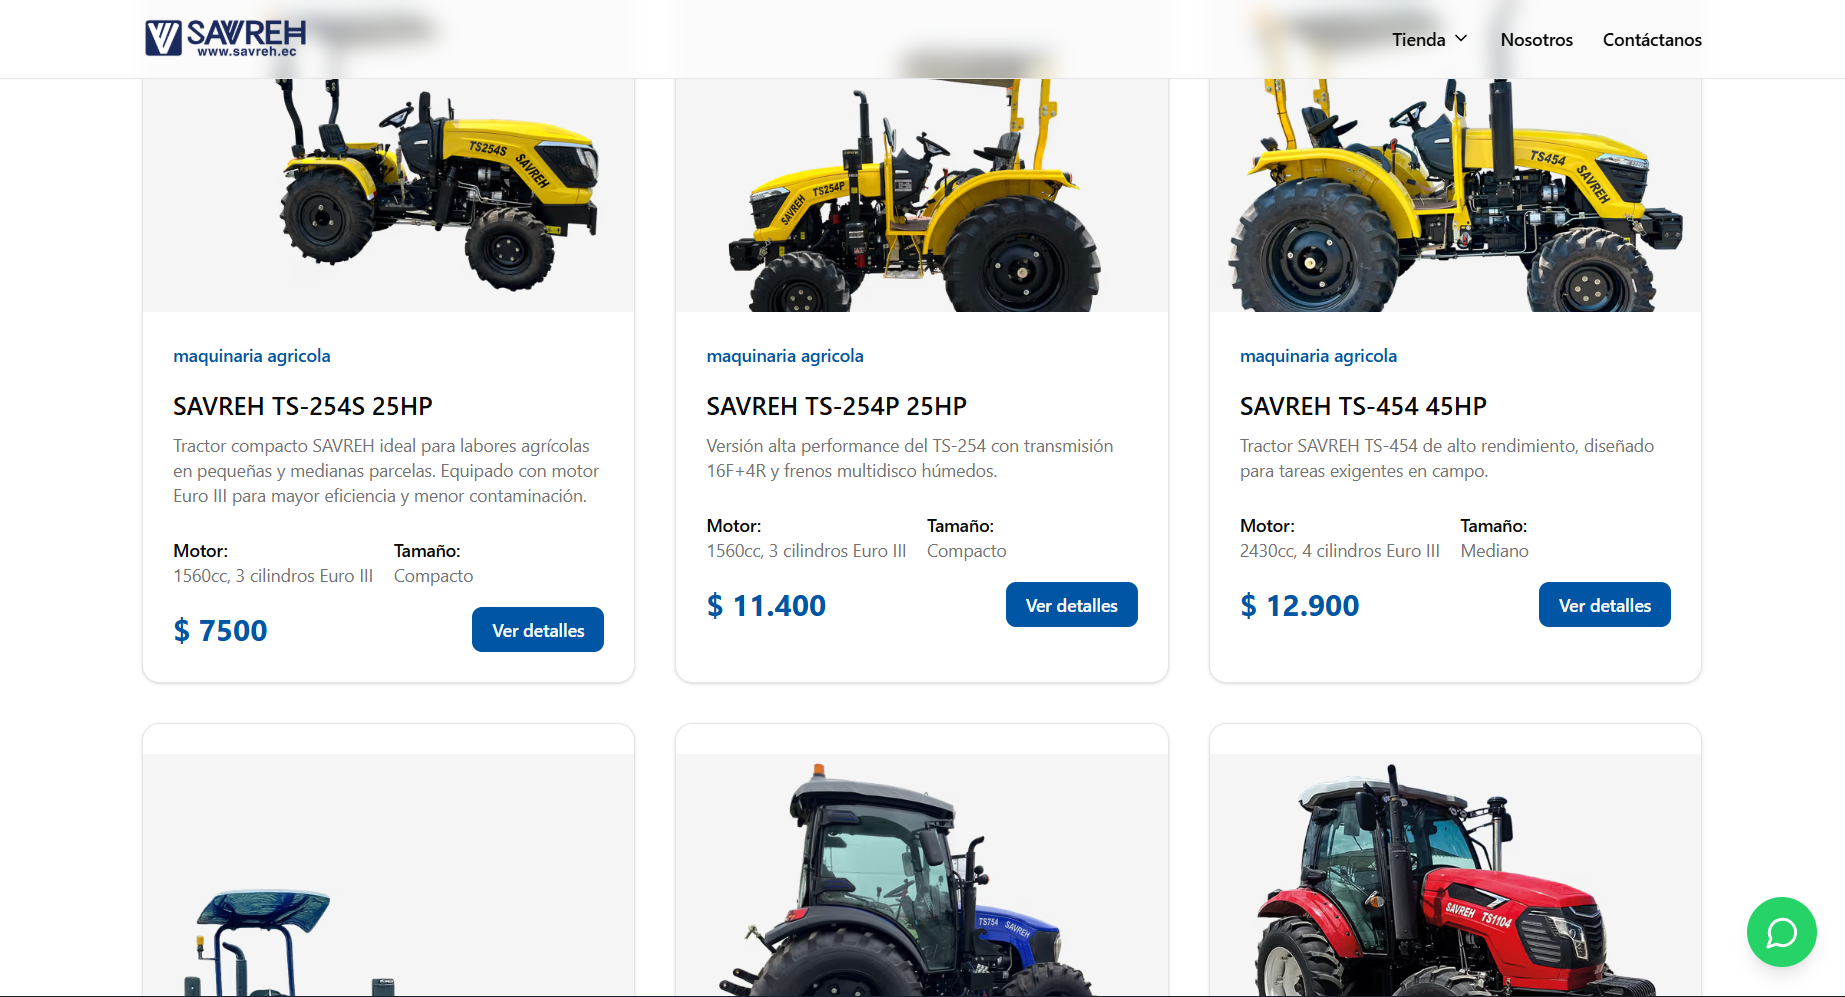 SAVREH
www.savreh.ec
Tienda
Nosotros
Contáctanos
TS254S
SAVREH
TS254P
SAVREH
TS454
SAVREH
maquinaria agricola
SAVREH TS-254S 25HP
Tractor compacto SAVREH ideal para labores agrícolas
en pequeñas y medianas parcelas. Equipado con motor
Euro III para mayor eficiencia y menor contaminación.
Motor:
1560cc, 3 cilindros Euro III
Tamaño:
Compacto
$ 7500
Ver detalles
maquinaria agricola
SAVREH TS-254P 25HP
Versión alta performance del TS-254 con transmisión
16F+4R y frenos multidisco húmedos.
Motor:
1560cc, 3 cilindros Euro III
Tamaño:
Compacto
$ 11.400
Ver detalles
maquinaria agricola
SAVREH TS-454 45HP
Tractor SAVREH TS-454 de alto rendimiento, diseñado
para tareas exigentes en campo.
Motor:
2430cc, 4 cilindros Euro III
Tamaño:
Mediano
$ 12.900
Ver detalles
TS754 SAVREH
SAVREH TS1104